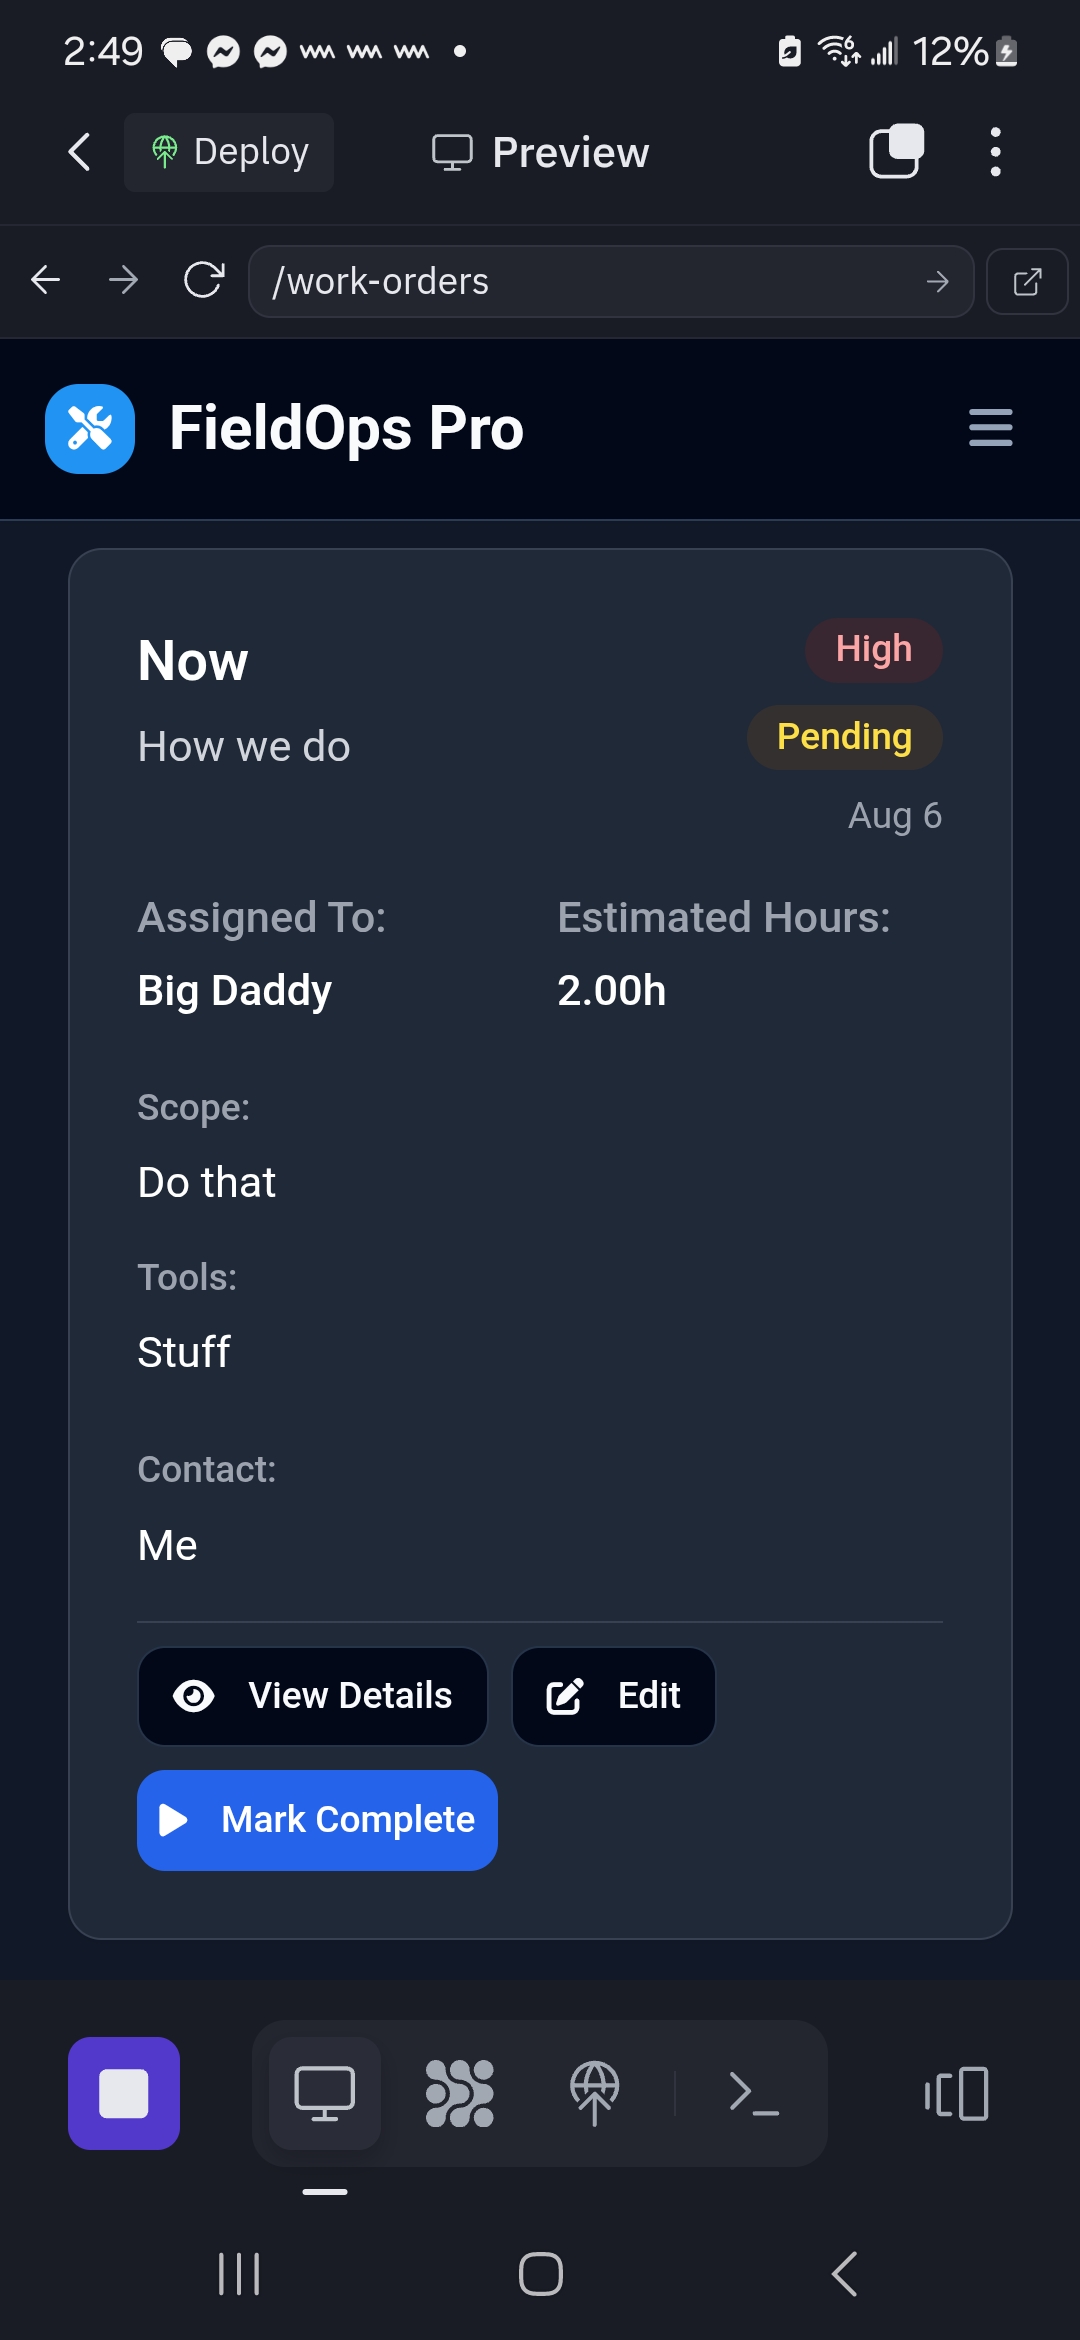 2:49 12%
Deploy Preview
/work-orders
FieldOps Pro
Now High
How we do Pending
Aug 6
Assigned To: Estimated Hours:
Big Daddy 2.00h
Scope:
Do that
Tools:
Stuff
Contact:
Me
View Details Edit
Mark Complete